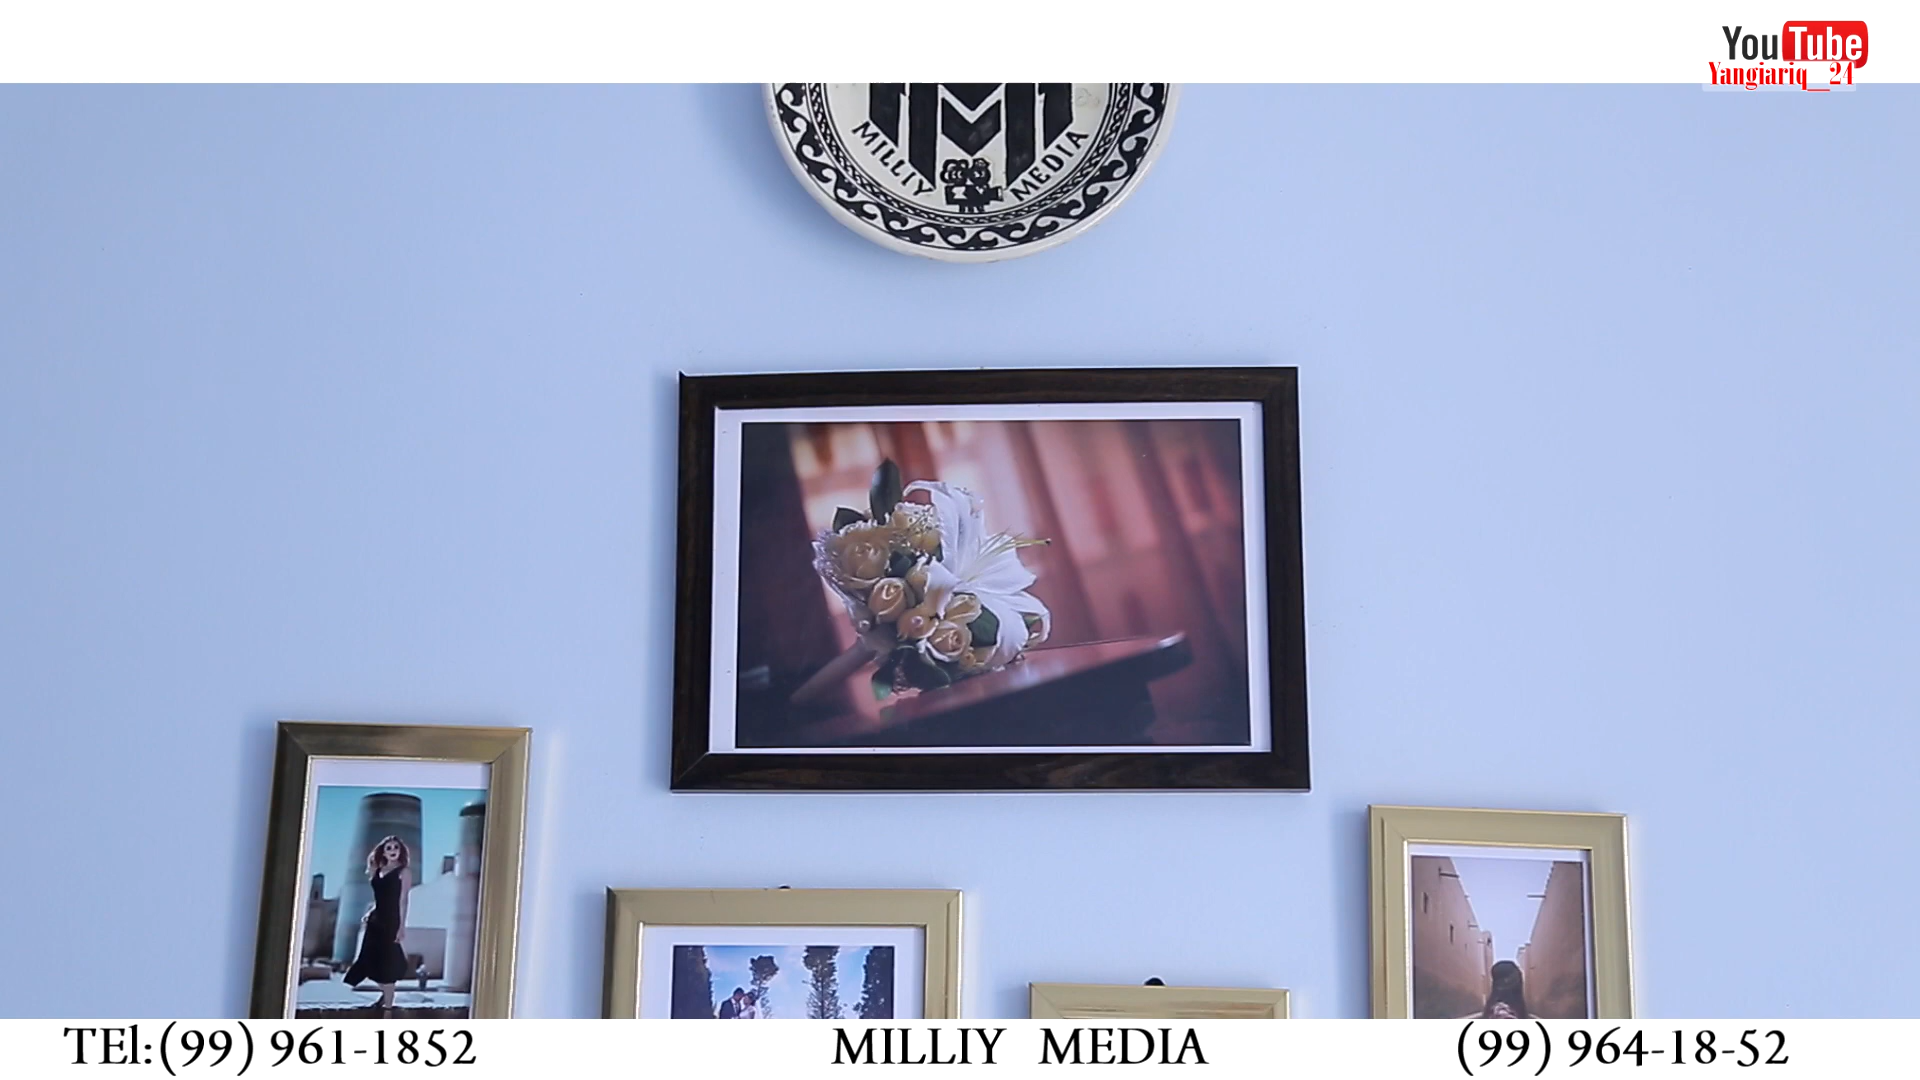 YouTube
Yangiariq_24
MILLIY MEDIA
TEl:(99) 961-1852
MILLIY MEDIA
(99) 964-18-52